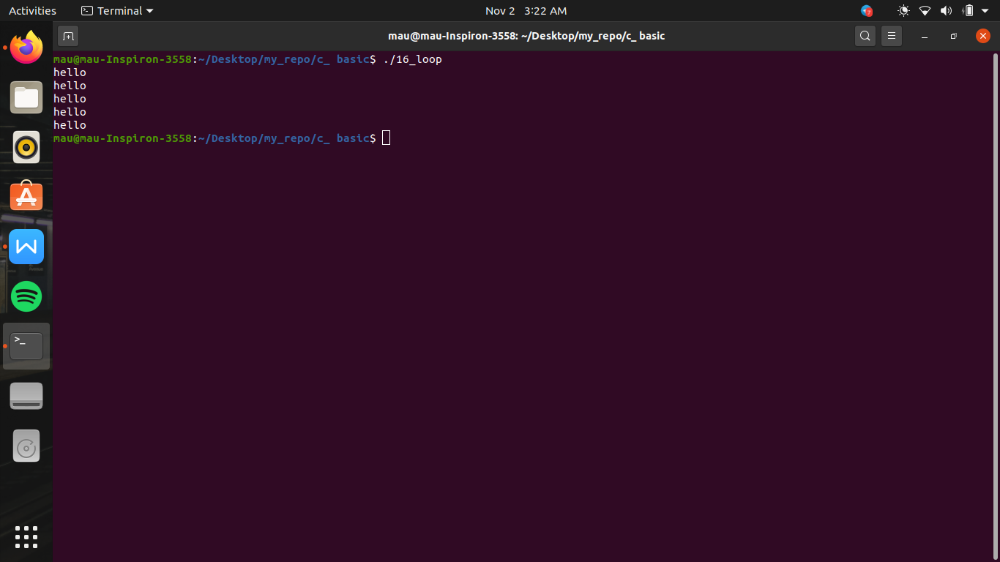 Activities Terminal Nov 2 3:22 AM 7
mau@mau-Inspiron-3558: ~/Desktop/my_repo/c_ basic
mau@mau-Inspiron-3558:~/Desktop/my_repo/c_ basic$ ./16_loop
hello
hello
hello
hello
hello
mau@mau-Inspiron-3558:~/Desktop/my_repo/c_ basic$